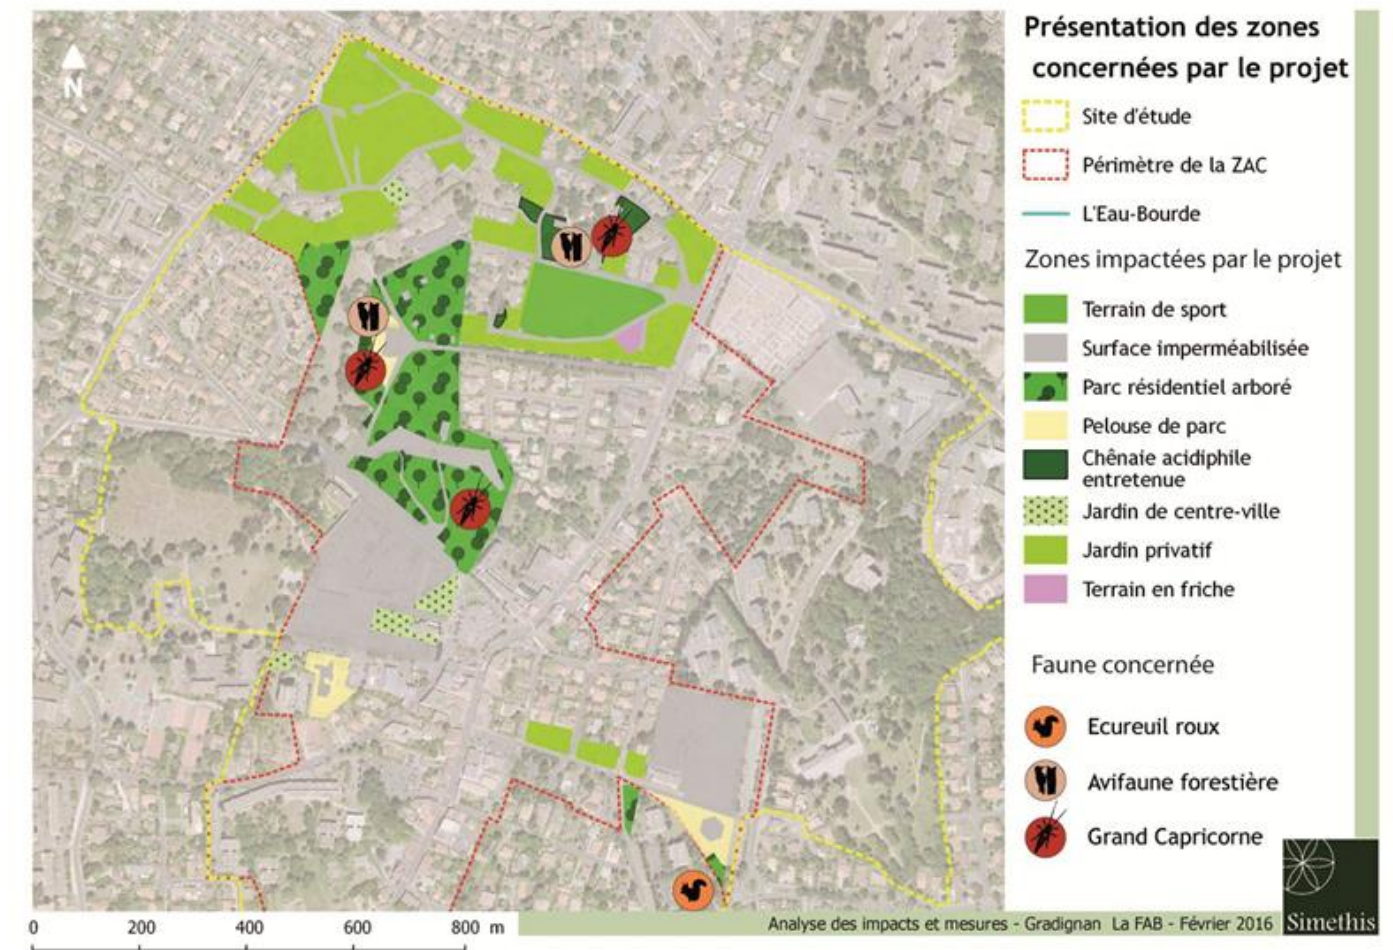 Présentation des zones
concernées par le projet
N
Site d'étude
Périmètre de la ZAC
L'Eau-Bourde
Zones impactées par le projet
Terrain de sport
Surface imperméabilisée
Parc résidentiel arboré
Pelouse de parc
Chênaie acidiphile
entretenue
Jardin de centre-ville
Jardin privatif
Terrain en friche
Faune concernée
Ecureuil roux
Avifaune forestière
Grand Capricorne
0 200 400 600 800 m
Analyse des impacts et mesures - Gradignan La FAB - Février 2016
Simethis